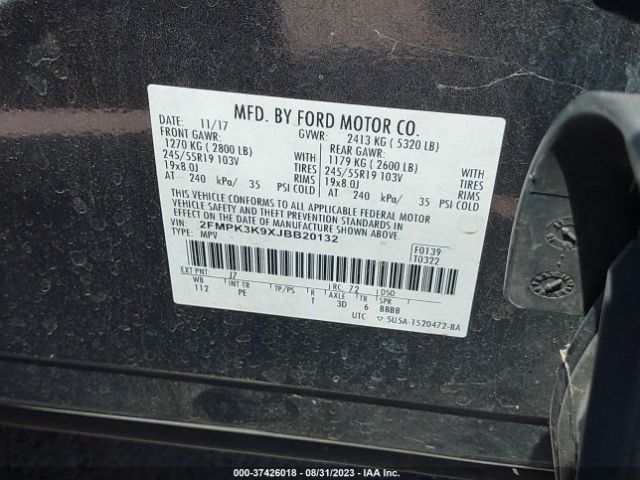 MFD. BY FORD MOTOR CO.
DATE: 11/17
GVWR: 2413 KG ( 5320 LB)
FRONT GAWR:
REAR GAWR:
1270 KG ( 2800 LB) WITH
1179 KG ( 2600 LB) WITH
245/55R19 103V TIRES
245/55R19 103V TIRES
19x8.0J RIMS
19x8.0J RIMS
AT 240 kPa/ 35 PSI COLD
AT 240 kPa/ 35 PSI COLD
THIS VEHICLE CONFORMS TO ALL APPLICABLE FEDERAL MOTOR
VEHICLE SAFETY AND THEFT PREVENTION STANDARDS IN
EFFECT ON THE DATE OF MANUFACTURE SHOWN ABOVE.
VIN: 2FMPK3K9XJBB20132
TYPE: MPV
F0139
T0322
EXT PNT: J7 RC: 72 DSO:
WB INT TR TP/PS R AXLE TR SPR
112 PE T 3D 6 BBBB
UTC 5U5A-1520472-BA
000-37426018 - 08/31/2023 - IAA Inc.